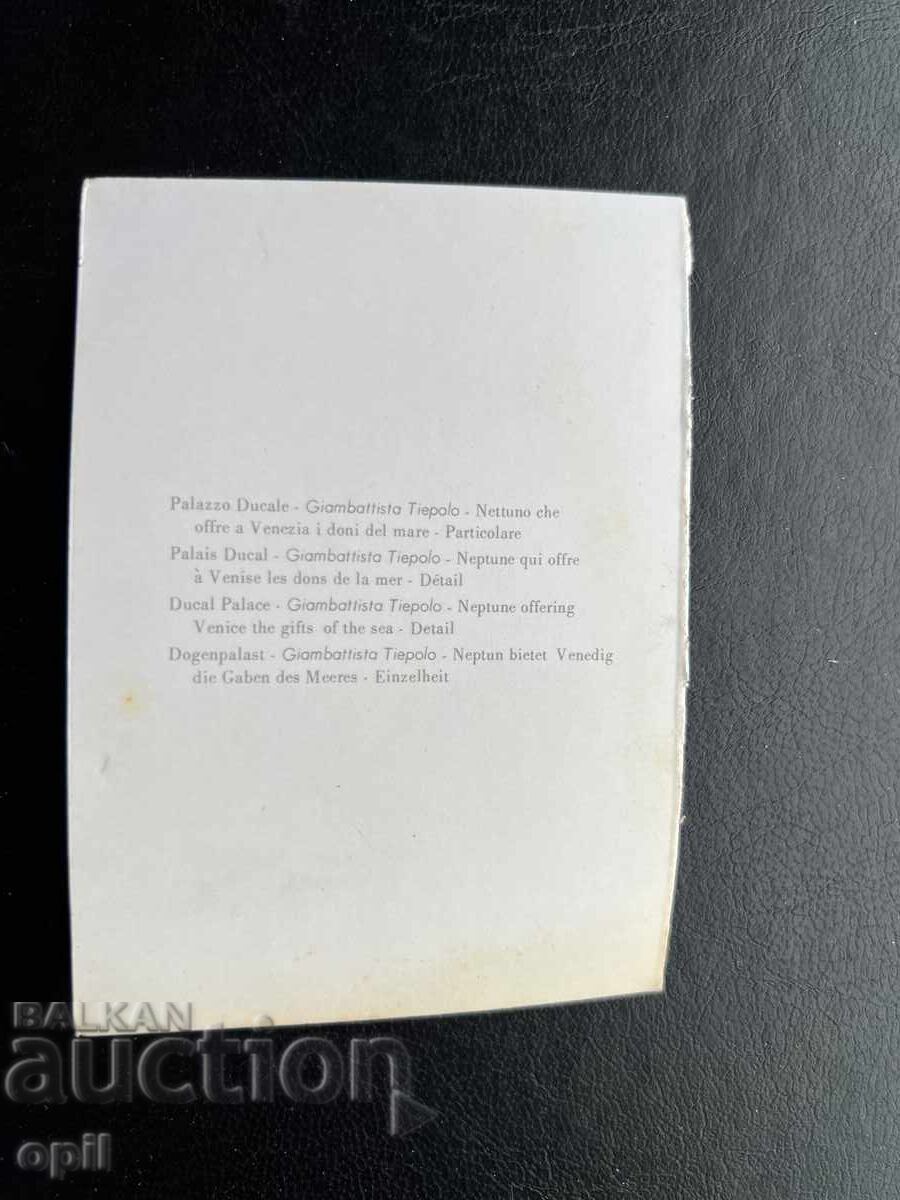 Palazzo Ducale - Giambattista Tiepolo - Nettuno che
offre a Venezia i doni del mare - Particolare
Palais Ducal - Giambattista Tiepolo - Neptune qui offre
à Venise les dons de la mer - Détail
Ducal Palace - Giambattista Tiepolo - Neptune offering
Venice the gifts of the sea - Detail
Dogenpalast - Giambattista Tiepolo - Neptun bietet Venedig
die Gaben des Meeres - Einzelheit
BALKAN
auction
opil